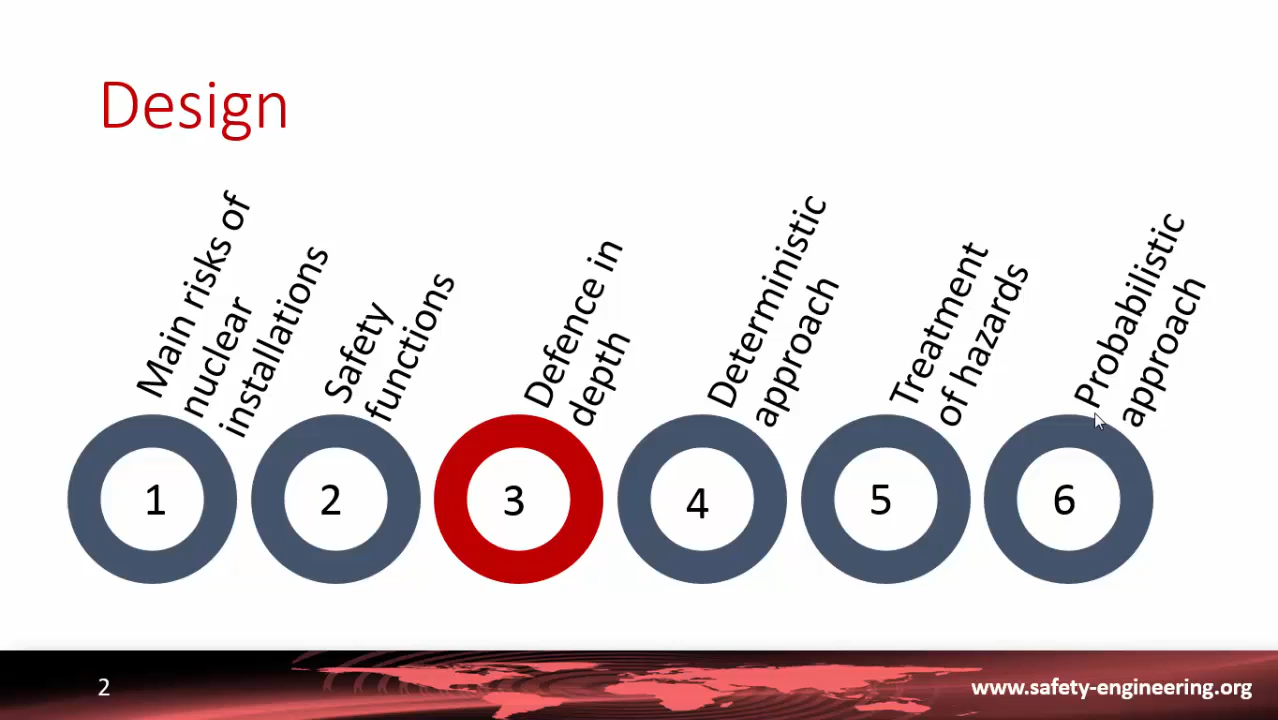 Design
Main risks of
nuclear
installations
Safety
functions
Defence in
depth
Deterministic
approach
Treatment
of hazards
Probabilistic
approach
1
2
3
4
5
6
2
www.safety-engineering.org